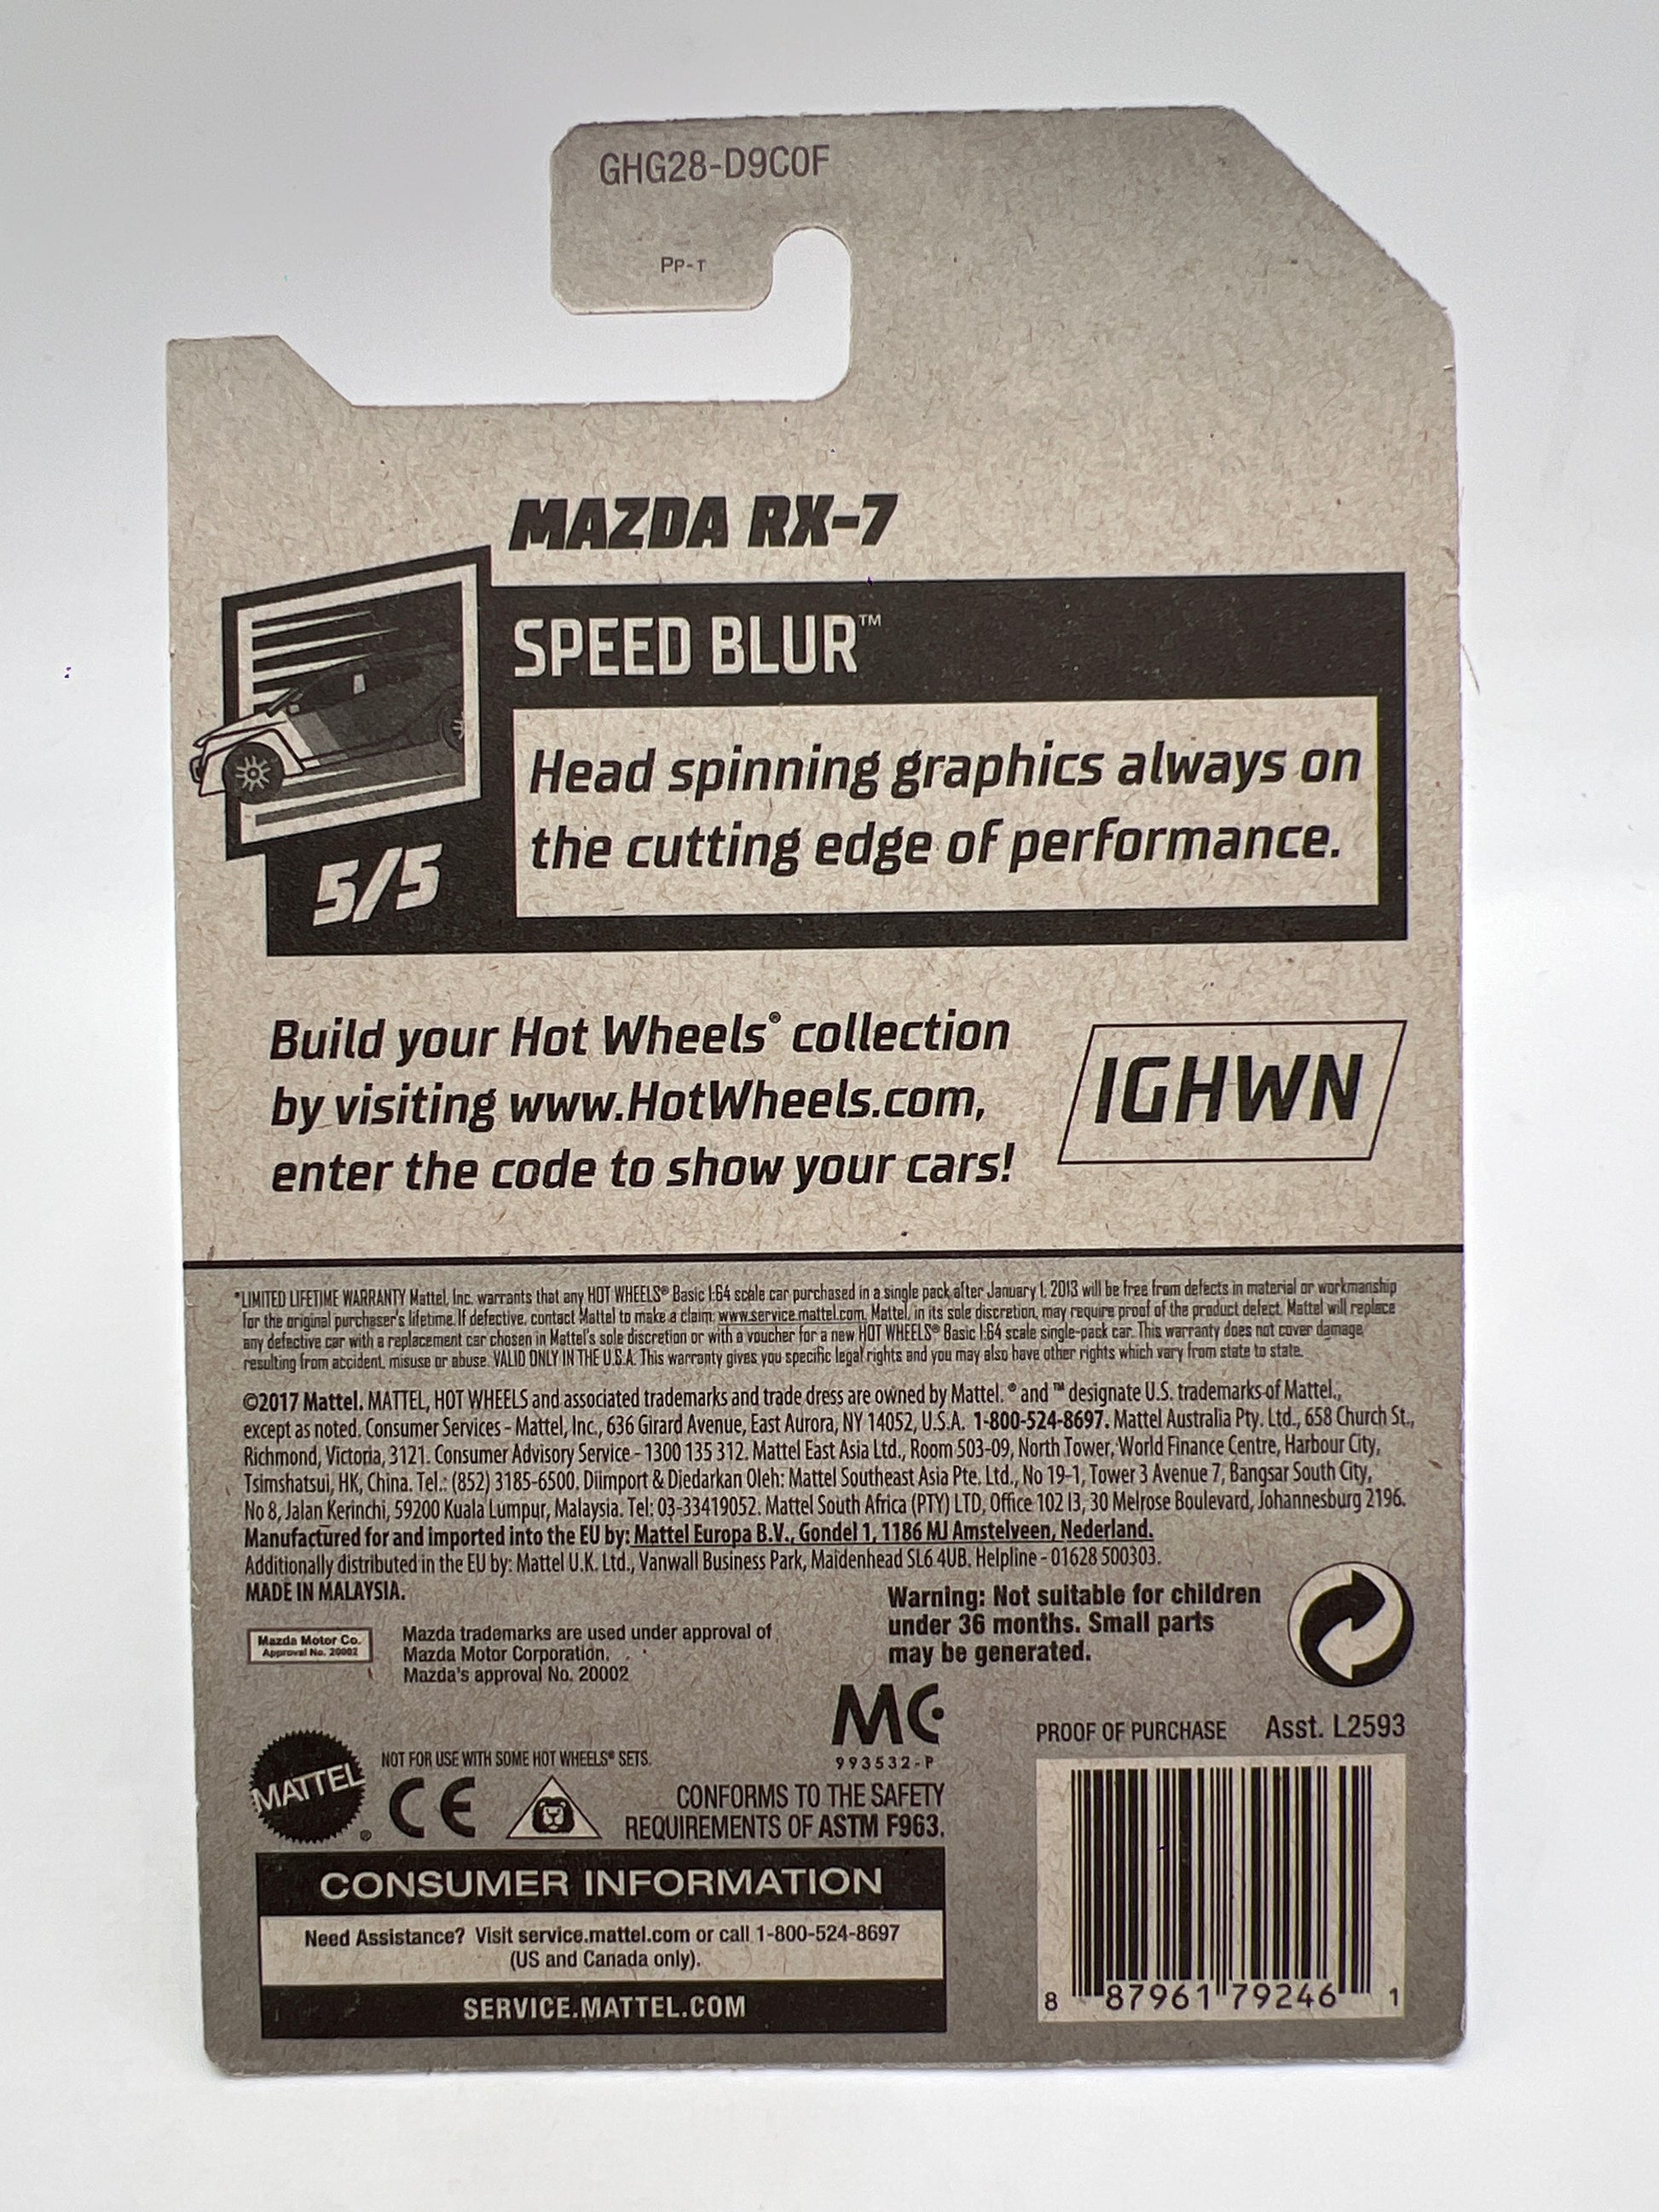 GHG28-D9C0F
PP-T
MAZDA RX-7
SPEED BLUR™
Head spinning graphics always on
the cutting edge of performance.
5/5
Build your Hot Wheels® collection
by visiting www.HotWheels.com,
enter the code to show your cars!
IGHWN
*LIMITED LIFETIME WARRANTY Mattel, Inc. warrants that any HOT WHEELS® Basic 1:64 scale car purchased in a single pack after January 1, 2013 will be free from defects in material or workmanship
for the original purchaser's lifetime. If defective, contact Mattel to make a claim: www.service.mattel.com. Mattel, in its sole discretion, may require proof of the product defect. Mattel will replace
any defective car with a replacement car chosen in Mattel's sole discretion or with a voucher for a new HOT WHEELS® Basic 1:64 scale single-pack car. This warranty does not cover damage
resulting from accident, misuse or abuse. VALID ONLY IN THE U.S.A. This warranty gives you specific legal rights and you may also have other rights which vary from state to state.
©2017 Mattel. MATTEL, HOT WHEELS and associated trademarks and trade dress are owned by Mattel. ® and ™ designate U.S. trademarks of Mattel.,
except as noted. Consumer Services - Mattel, Inc., 636 Girard Avenue, East Aurora, NY 14052, U.S.A. 1-800-524-8697. Mattel Australia Pty. Ltd., 658 Church St.,
Richmond, Victoria, 3121. Consumer Advisory Service - 1300 135 312. Mattel East Asia Ltd., Room 503-09, North Tower, World Finance Centre, Harbour City,
Tsimshatsui, HK, China. Tel.: (852) 3185-6500. Diimport & Diedarkan Oleh: Mattel Southeast Asia Pte. Ltd., No 19-1, Tower 3 Avenue 7, Bangsar South City,
No 8, Jalan Kerinchi, 59200 Kuala Lumpur, Malaysia. Tel: 03-33419052. Mattel South Africa (PTY) LTD, Office 102 I3, 30 Melrose Boulevard, Johannesburg 2196.
Manufactured for and imported into the EU by: Mattel Europa B.V., Gondel 1, 1186 MJ Amstelveen, Nederland.
Additionally distributed in the EU by: Mattel U.K. Ltd., Vanwall Business Park, Maidenhead SL6 4UB. Helpline - 01628 500303.
MADE IN MALAYSIA.
Warning: Not suitable for children
under 36 months. Small parts
may be generated.
Mazda Motor Co.
Approval No. 20002
Mazda trademarks are used under approval of
Mazda Motor Corporation.
Mazda's approval No. 20002
MC
993532-P
PROOF OF PURCHASE Asst. L2593
MATTEL®
NOT FOR USE WITH SOME HOT WHEELS® SETS.
CE
CONFORMS TO THE SAFETY
REQUIREMENTS OF ASTM F963.
CONSUMER INFORMATION
Need Assistance? Visit service.mattel.com or call 1-800-524-8697
(US and Canada only).
SERVICE.MATTEL.COM
8 87961 79246 1